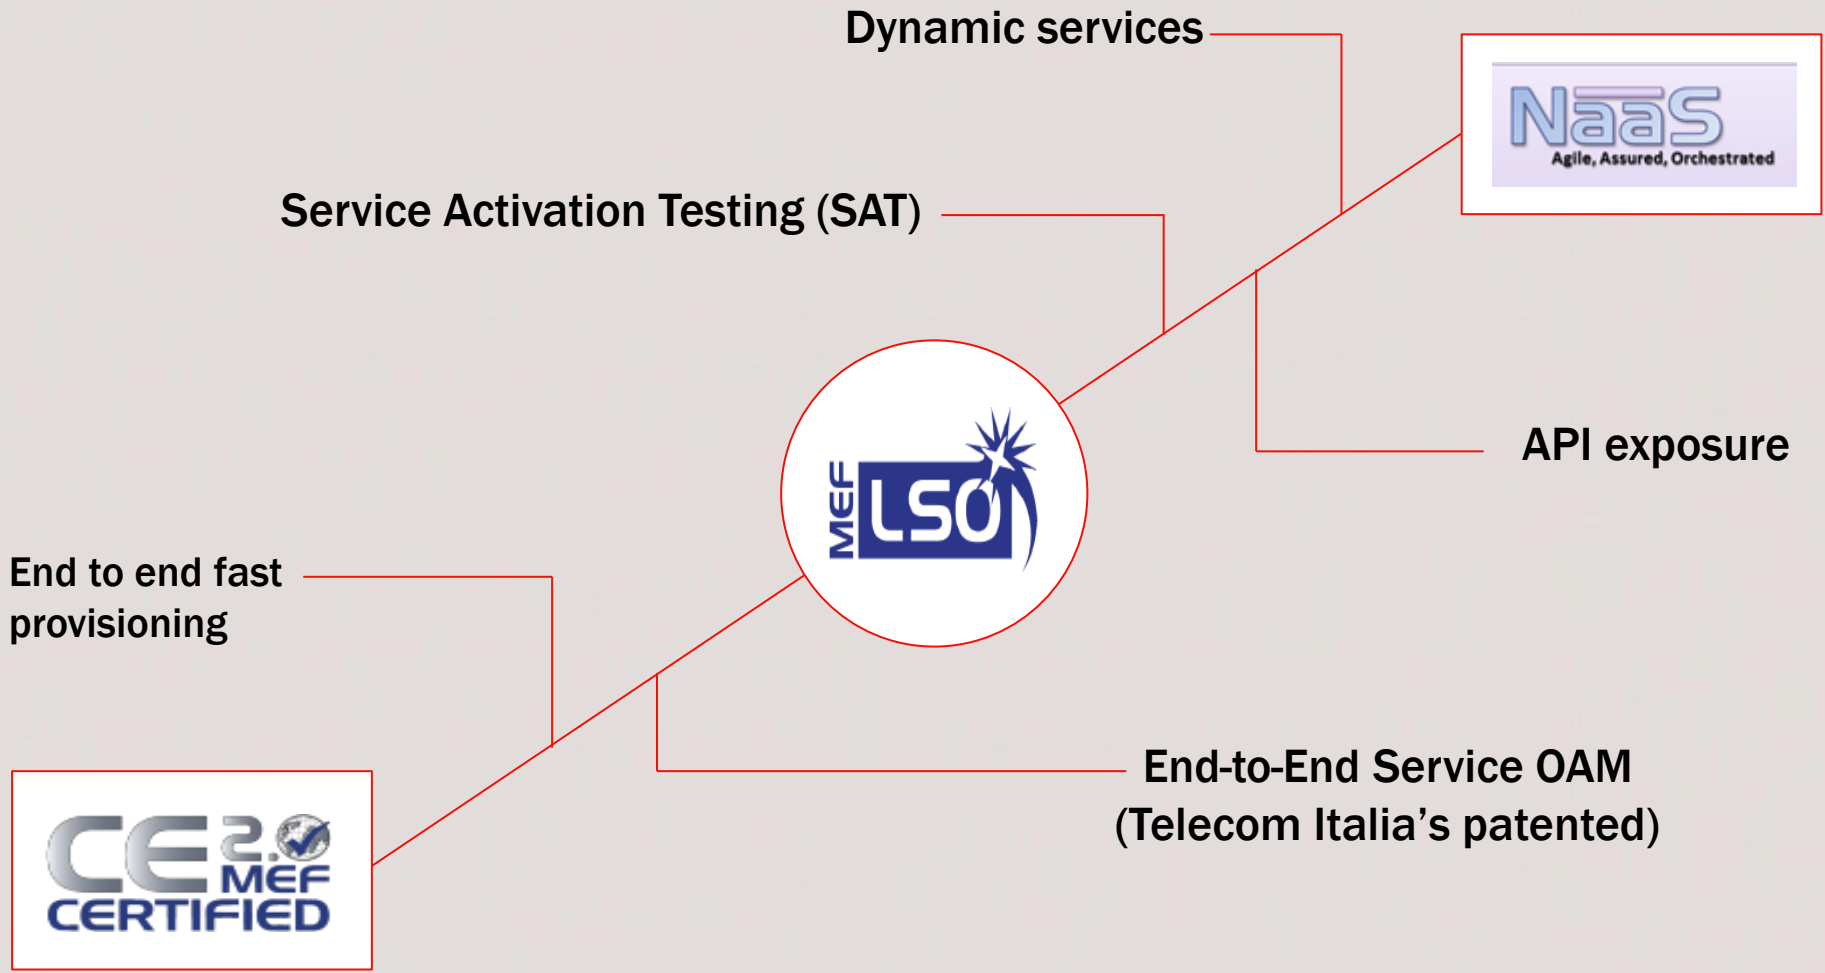 Dynamic services
NaaS
Agile, Assured, Orchestrated
Service Activation Testing (SAT)
API exposure
MEF
LSO
End to end fast
provisioning
End-to-End Service OAM
(Telecom Italia’s patented)
CE 2.0
MEF
CERTIFIED